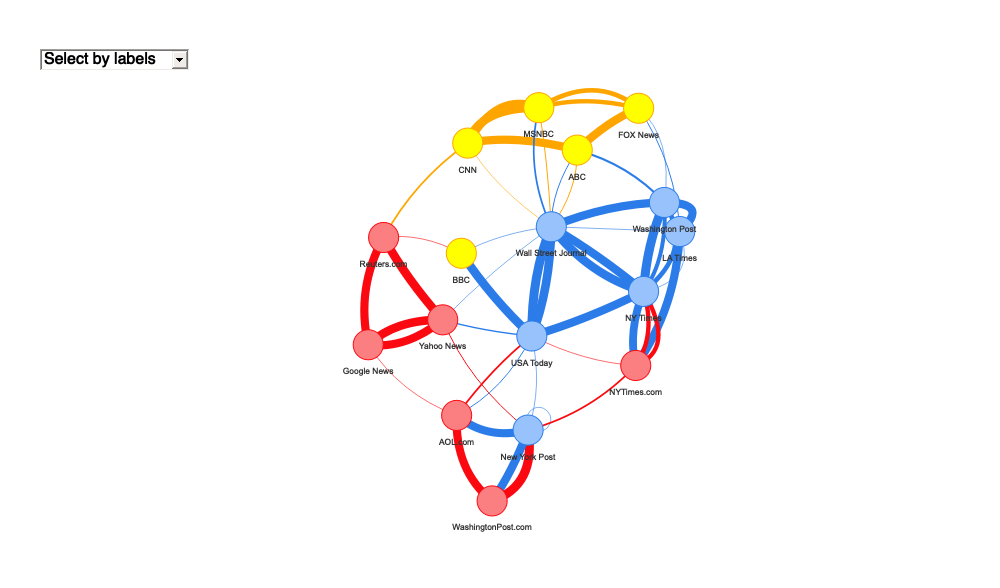 Select by labels
MSNBC
FOX News
CNN
ABC
Washington Post
Wall Street Journal
LA Times
Reuters.com
BBC
NY Times
Yahoo News
USA Today
Google News
NYTimes.com
AOL.com
New York Post
WashingtonPost.com